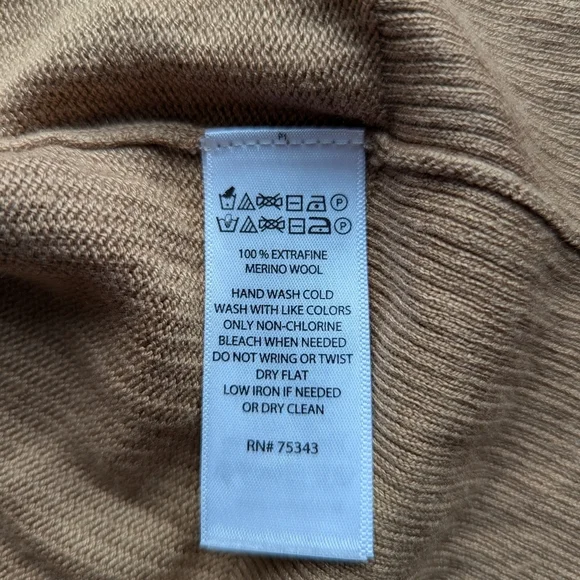 P
P
100 % EXTRAFINE
MERINO WOOL
HAND WASH COLD
WASH WITH LIKE COLORS
ONLY NON-CHLORINE
BLEACH WHEN NEEDED
DO NOT WRING OR TWIST
DRY FLAT
LOW IRON IF NEEDED
OR DRY CLEAN
RN# 75343